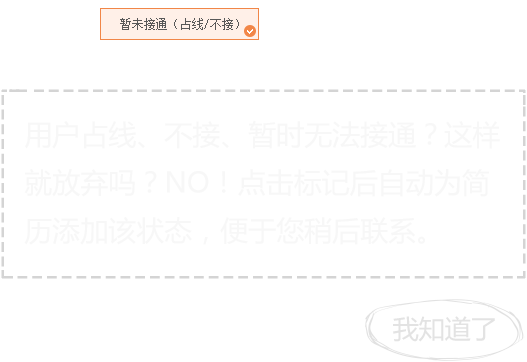 暂未接通（占线/不接）
用户占线、不接、暂时无法接通？这样
就放弃吗？NO！点击标记后自动为简
历添加该状态，便于您稍后联系。
我知道了